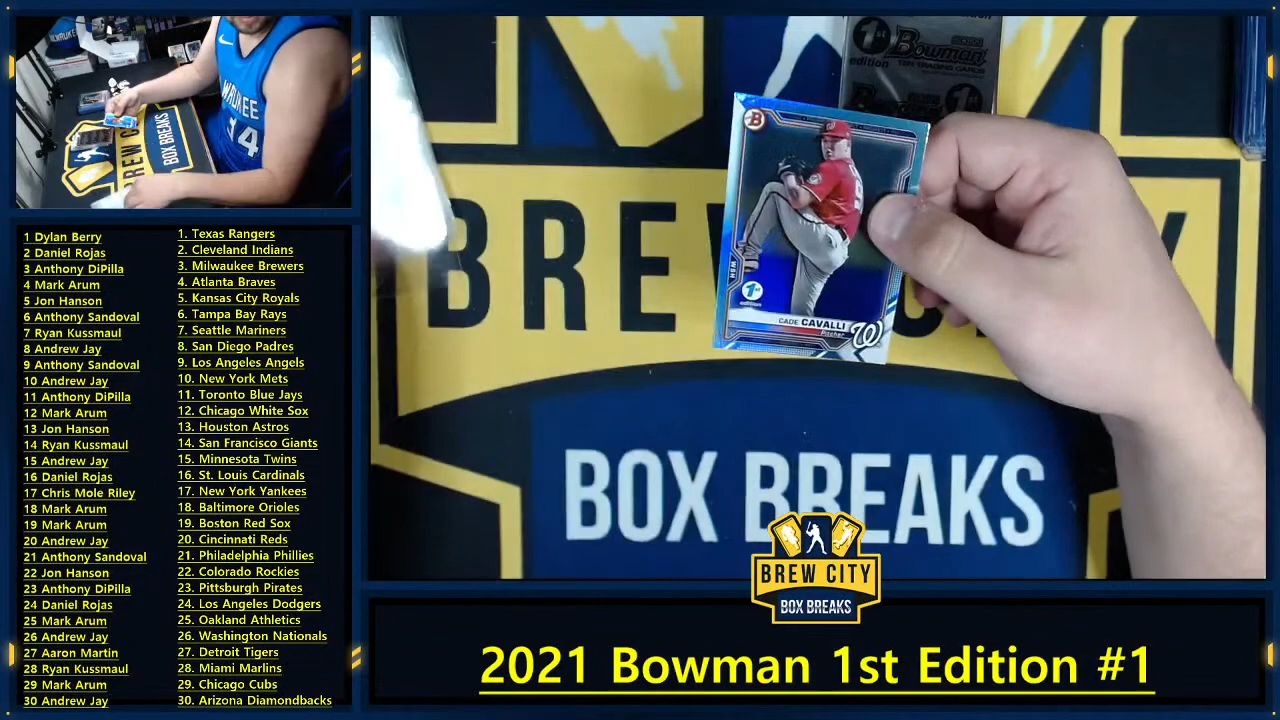 WAUKEE
34
BREW C
BOX BREAKS
1 Dylan Berry
2 Daniel Rojas
3 Anthony DiPilla
4 Mark Arum
5 Jon Hanson
6 Anthony Sandoval
7 Ryan Kussmaul
8 Andrew Jay
9 Anthony Sandoval
10 Andrew Jay
11 Anthony DiPilla
12 Mark Arum
13 Jon Hanson
14 Ryan Kussmaul
15 Andrew Jay
16 Daniel Rojas
17 Chris Mole Riley
18 Mark Arum
19 Mark Arum
20 Andrew Jay
21 Anthony Sandoval
22 Jon Hanson
23 Anthony DiPilla
24 Daniel Rojas
25 Mark Arum
26 Andrew Jay
27 Aaron Martin
28 Ryan Kussmaul
29 Mark Arum
30 Andrew Jay
1. Texas Rangers
2. Cleveland Indians
3. Milwaukee Brewers
4. Atlanta Braves
5. Kansas City Royals
6. Tampa Bay Rays
7. Seattle Mariners
8. San Diego Padres
9. Los Angeles Angels
10. New York Mets
11. Toronto Blue Jays
12. Chicago White Sox
13. Houston Astros
14. San Francisco Giants
15. Minnesota Twins
16. St. Louis Cardinals
17. New York Yankees
18. Baltimore Orioles
19. Boston Red Sox
20. Cincinnati Reds
21. Philadelphia Phillies
22. Colorado Rockies
23. Pittsburgh Pirates
24. Los Angeles Dodgers
25. Oakland Athletics
26. Washington Nationals
27. Detroit Tigers
28. Miami Marlins
29. Chicago Cubs
30. Arizona Diamondbacks
1st edition
Bowman
TEN TRADING CARDS
B
WSH
1st
edition
CADE CAVALLI
Pitcher
W
BRE
Y
BOX BREAKS
BREW CITY
BOX BREAKS
2021 Bowman 1st Edition #1